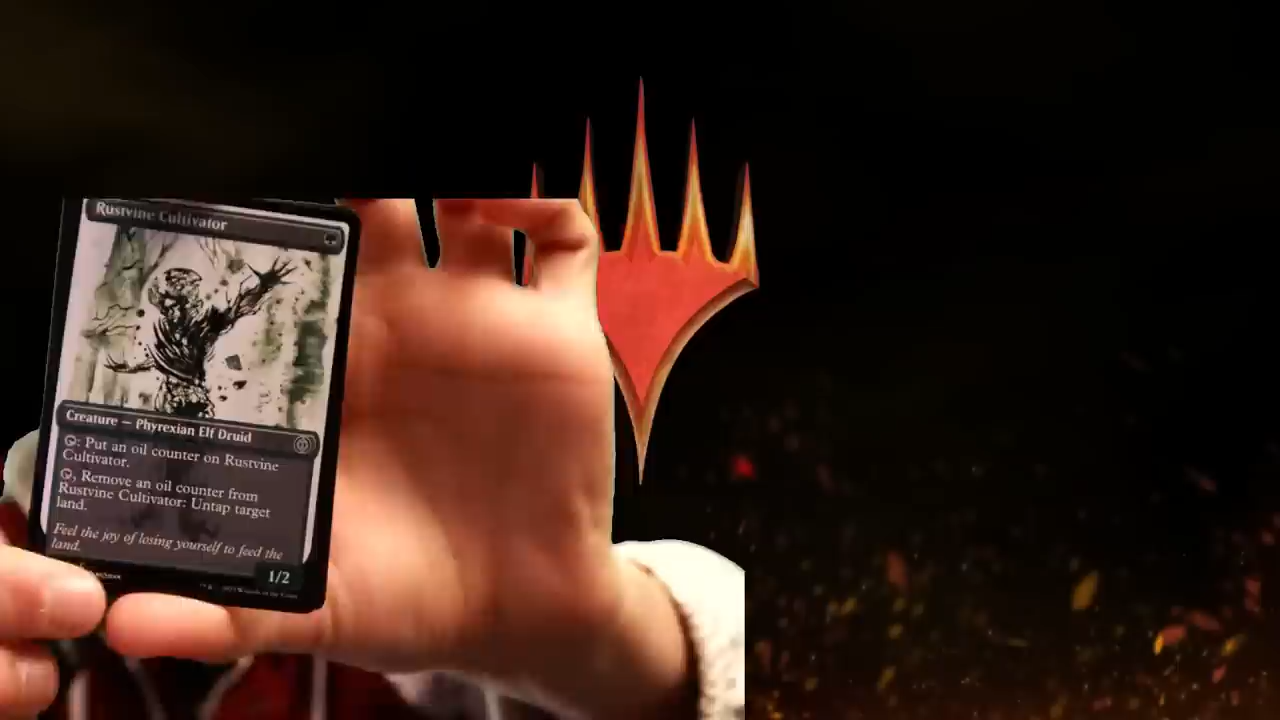 Rustvine Cultivator
Creature — Phyrexian Elf Druid
: Put an oil counter on Rustvine
Cultivator.
, Remove an oil counter from
Rustvine Cultivator: Untap target
land.
Feel the joy of losing yourself to feed the
land.
1/2